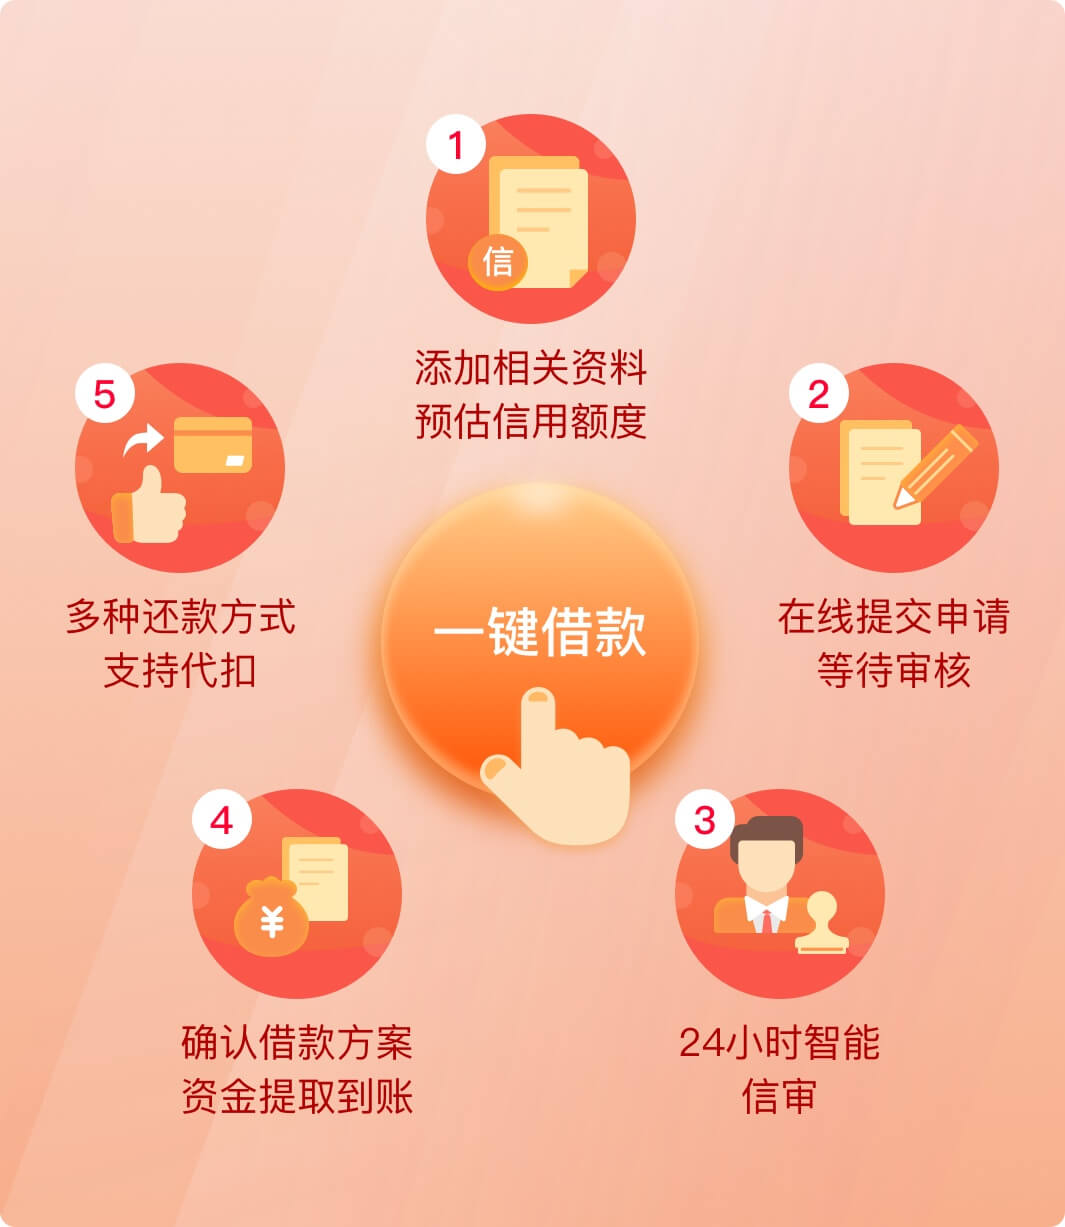 1
信
添加相关资料
预估信用额度
2
在线提交申请
等待审核
3
24小时智能
信审
4
¥
确认借款方案
资金提取到账
5
多种还款方式
支持代扣
一键借款